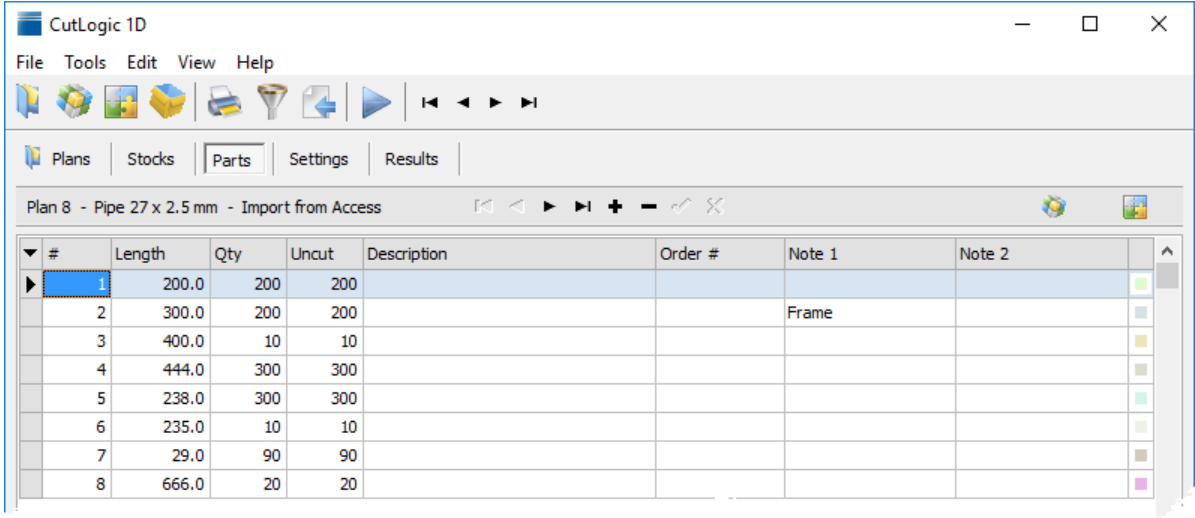 CutLogic 1D
File Tools Edit View Help
Plans Stocks Parts Settings Results
Plan 8 - Pipe 27 x 2.5 mm - Import from Access
# Length Qty Uncut Description Order # Note 1 Note 2
1 200.0 200 200
2 300.0 200 200 Frame
3 400.0 10 10
4 444.0 300 300
5 238.0 300 300
6 235.0 10 10
7 29.0 90 90
8 666.0 20 20